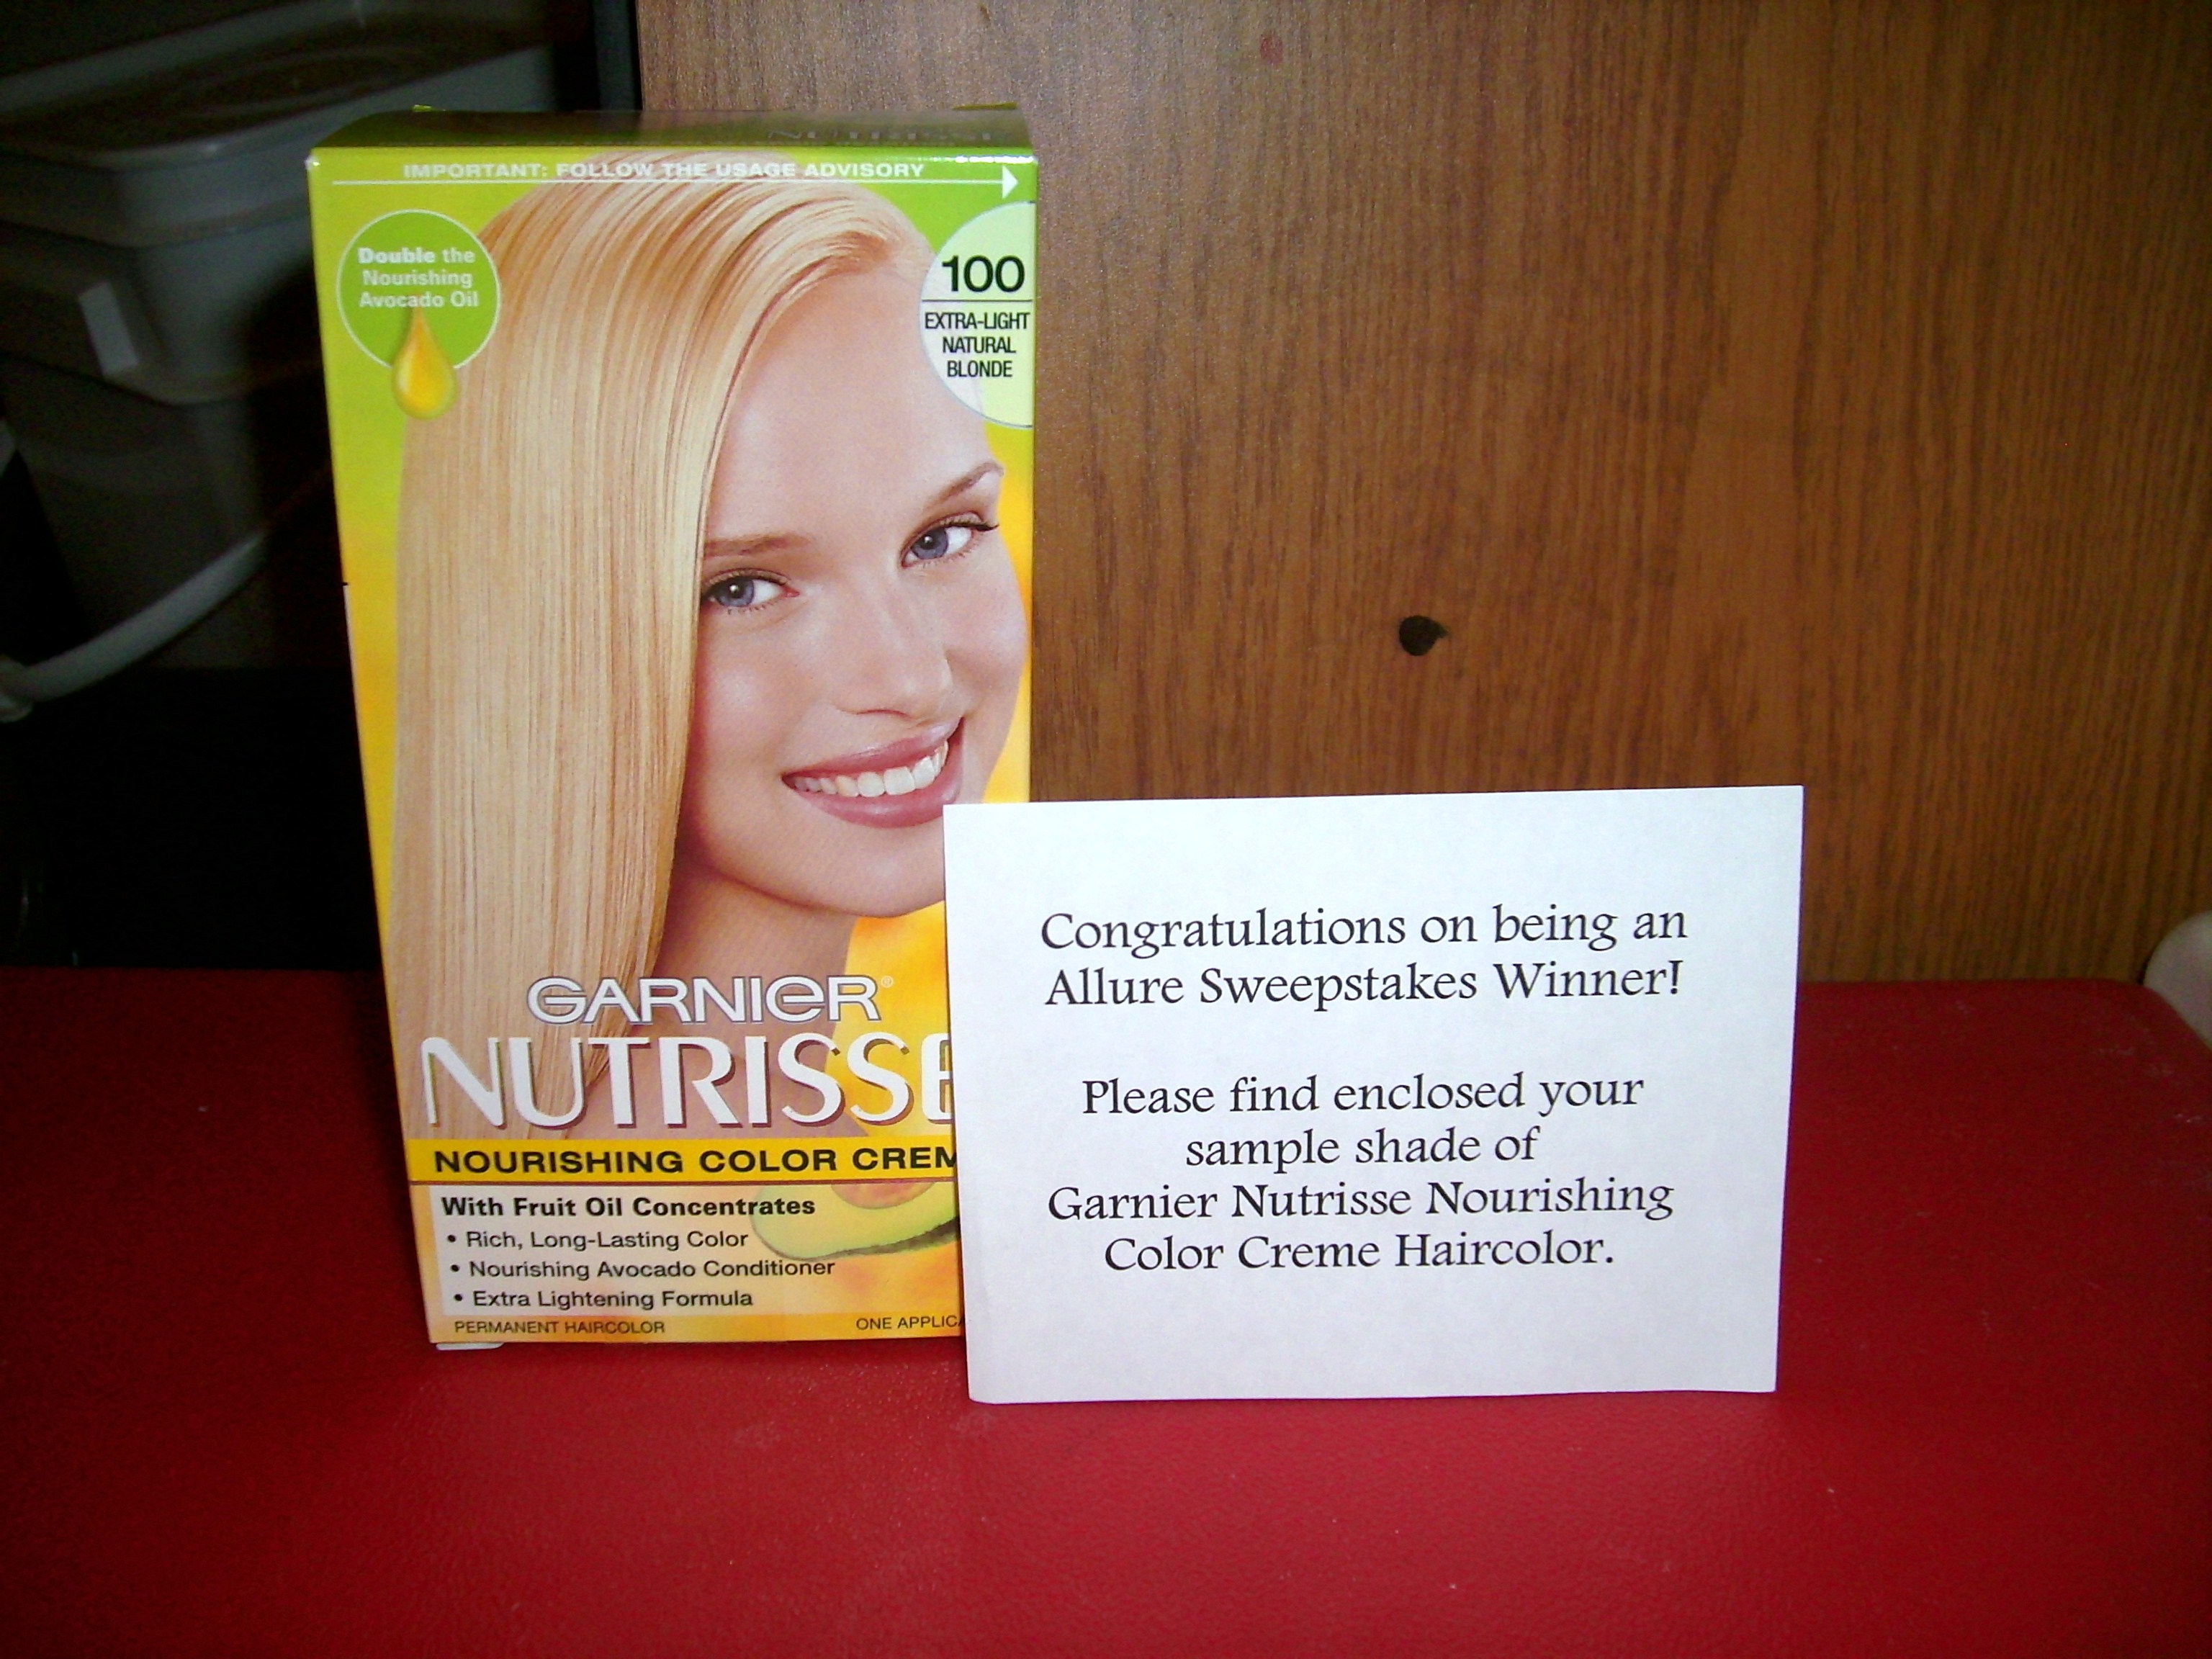 IMPORTANT: FOLLOW THE USAGE ADVISORY
Double the
Nourishing
Avocado Oil
100
EXTRA-LIGHT
NATURAL
BLONDE
GARNIER®
NUTRISSE
NOURISHING COLOR CREM
With Fruit Oil Concentrates
• Rich, Long-Lasting Color
• Nourishing Avocado Conditioner
• Extra Lightening Formula
PERMANENT HAIRCOLOR
ONE APPLICA
Congratulations on being an
Allure Sweepstakes Winner!
Please find enclosed your
sample shade of
Garnier Nutrisse Nourishing
Color Creme Haircolor.